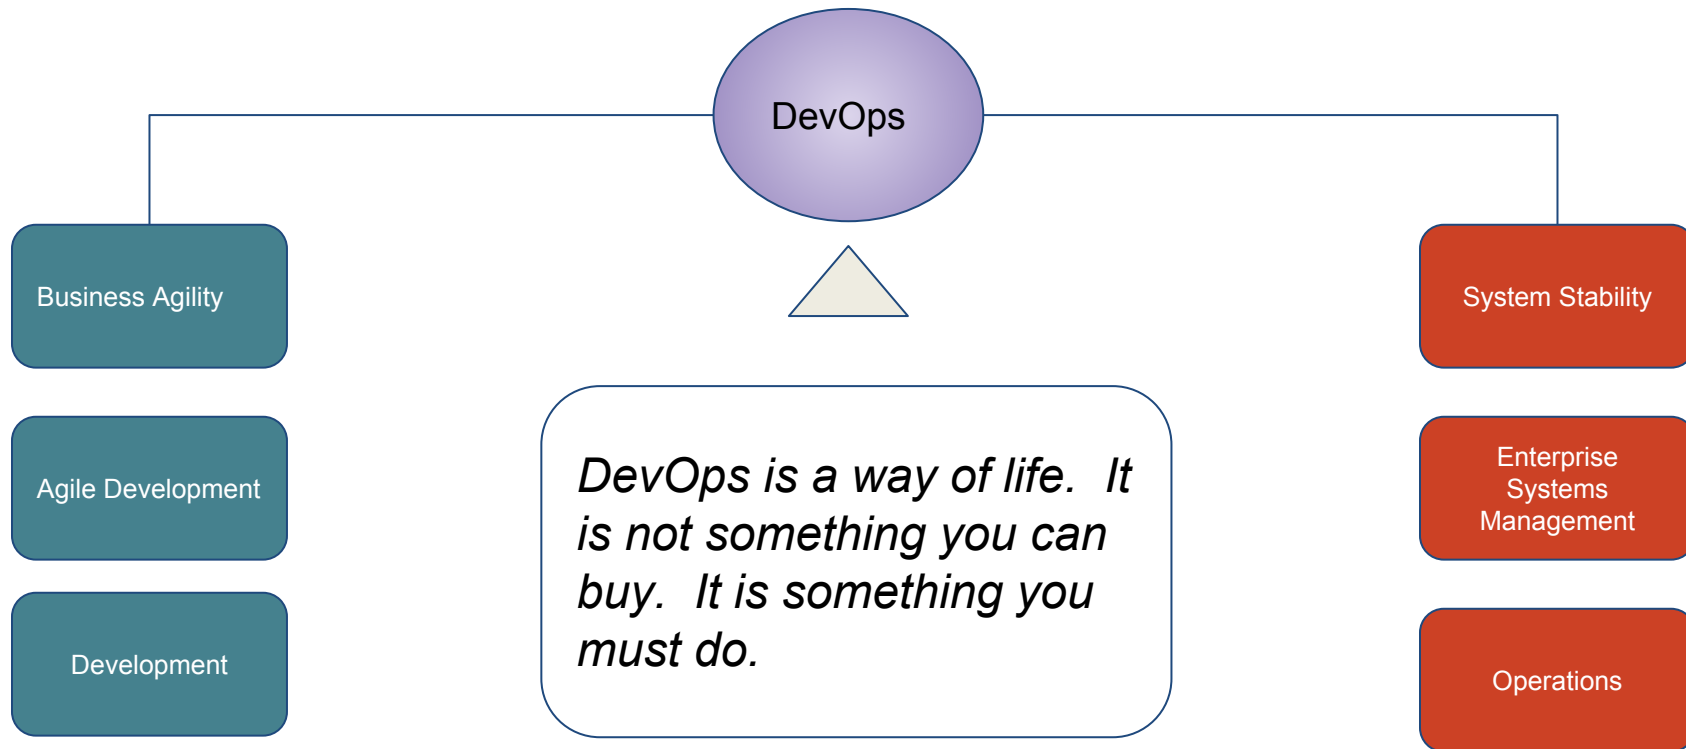 DevOps
Business Agility
System Stability
Agile Development
Enterprise
Systems
Management
DevOps is a way of life.  It
is not something you can
buy.  It is something you
must do.
Development
Operations